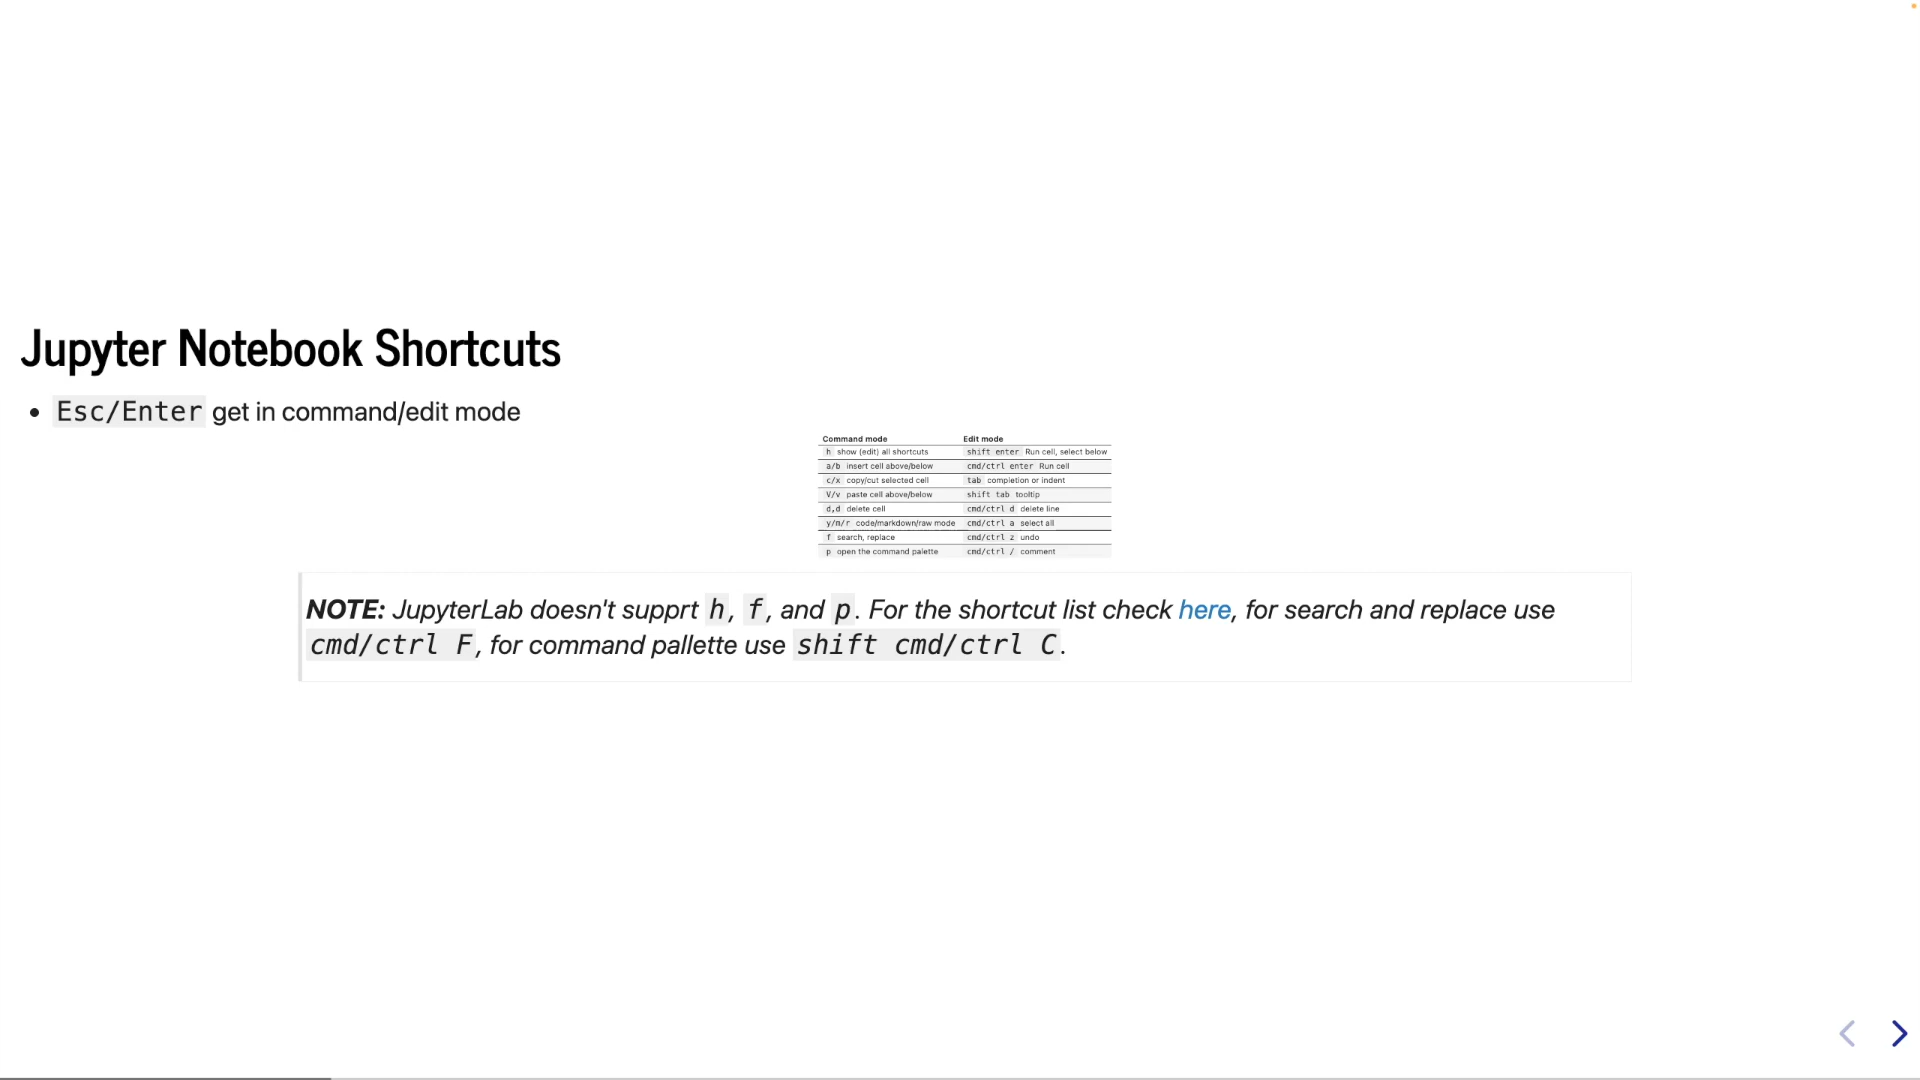 Jupyter Notebook Shortcuts
Esc/Enter get in command/edit mode
Command mode Edit mode
h show (edit) all shortcuts shift enter Run cell, select below
a/b insert cell above/below cmd/ctrl enter Run cell
c/x copy/cut selected cell tab completion or indent
V/v paste cell above/below shift tab tooltip
d,d delete cell cmd/ctrl d delete line
y/m/r code/markdown/raw mode cmd/ctrl a select all
f search, replace cmd/ctrl z undo
p open the command palette cmd/ctrl / comment
NOTE: JupyterLab doesn't supprt h, f, and p. For the shortcut list check here, for search and replace use
cmd/ctrl F, for command pallette use shift cmd/ctrl C.